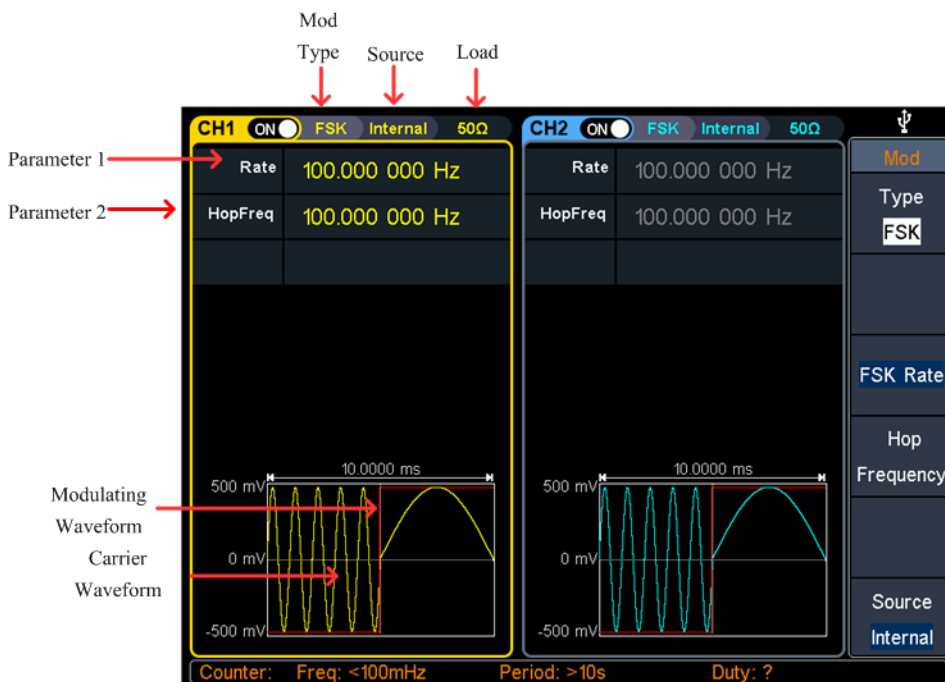 Mod
Type
Source
Load
CH1 ON FSK Internal 50Ω
CH2 ON FSK Internal 50Ω
Parameter 1
Rate 100.000 000 Hz
Parameter 2
HopFreq 100.000 000 Hz
Rate 100.000 000 Hz
HopFreq 100.000 000 Hz
Mod
Type
FSK
FSK Rate
Hop
Frequency
Source
Internal
10.0000 ms
500 mV
0 mV
-500 mV
10.0000 ms
500 mV
0 mV
-500 mV
Modulating
Waveform
Carrier
Waveform
Counter: Freq: <100mHz Period: >10s Duty: ?